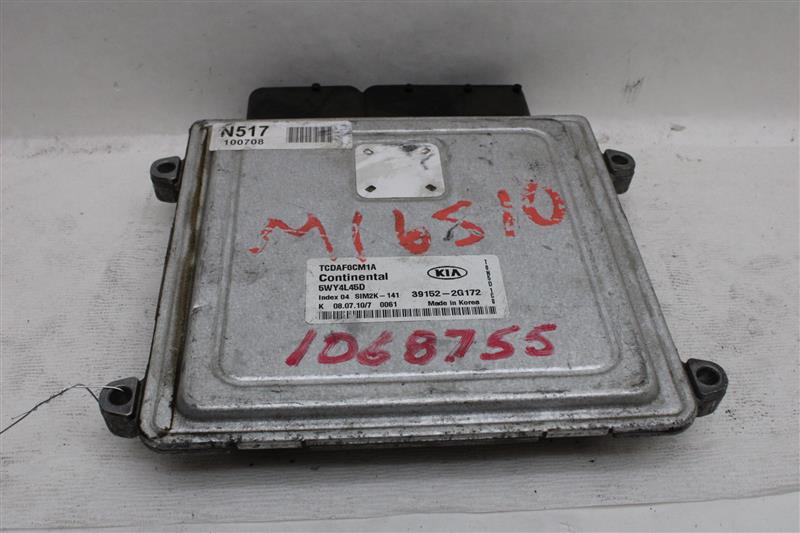 N517
100708
M16510
TCDAF0CM1A
Continental
KIA
5WY4L45D
Index 04 SIM2K-141
39152-2G172
K 08.07.10/7 0061
Made in Korea
1068755